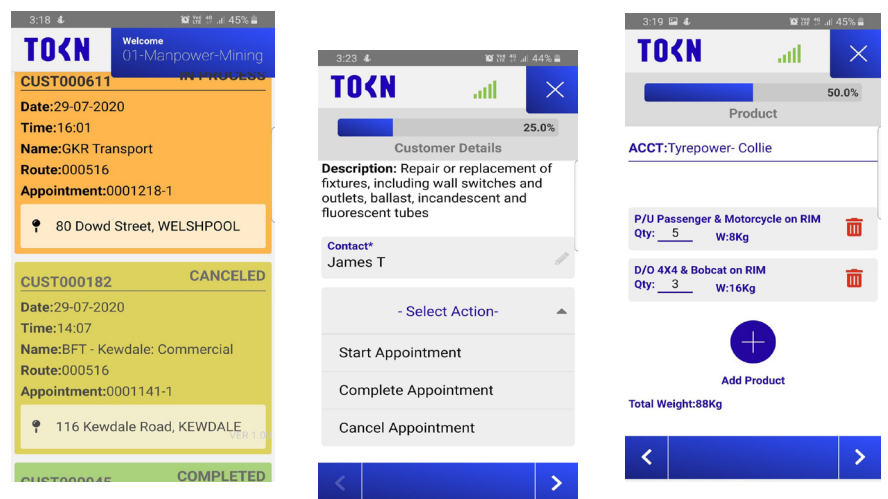 3:18 45%
TOKN
Welcome
01-Manpower-Mining
CUST000611 IN PROCESS
Date:29-07-2020
Time:16:01
Name:GKR Transport
Route:000516
Appointment:0001218-1
80 Dowd Street, WELSHPOOL
CUST000182 CANCELED
Date:29-07-2020
Time:14:07
Name:BFT - Kewdale: Commercial
Route:000516
Appointment:0001141-1
116 Kewdale Road, KEWDALE
CUST000045 COMPLETED
3:23 44%
TOKN
25.0%
Customer Details
Description: Repair or replacement of
fixtures, including wall switches and
outlets, ballast, incandescent and
fluorescent tubes
Contact*
James T
- Select Action-
Start Appointment
Complete Appointment
Cancel Appointment
3:19 45%
TOKN
50.0%
Product
ACCT:Tyrepower- Collie
P/U Passenger & Motorcycle on RIM
Qty: 5 W:8Kg
D/O 4X4 & Bobcat on RIM
Qty: 3 W:16Kg
Add Product
Total Weight:88Kg